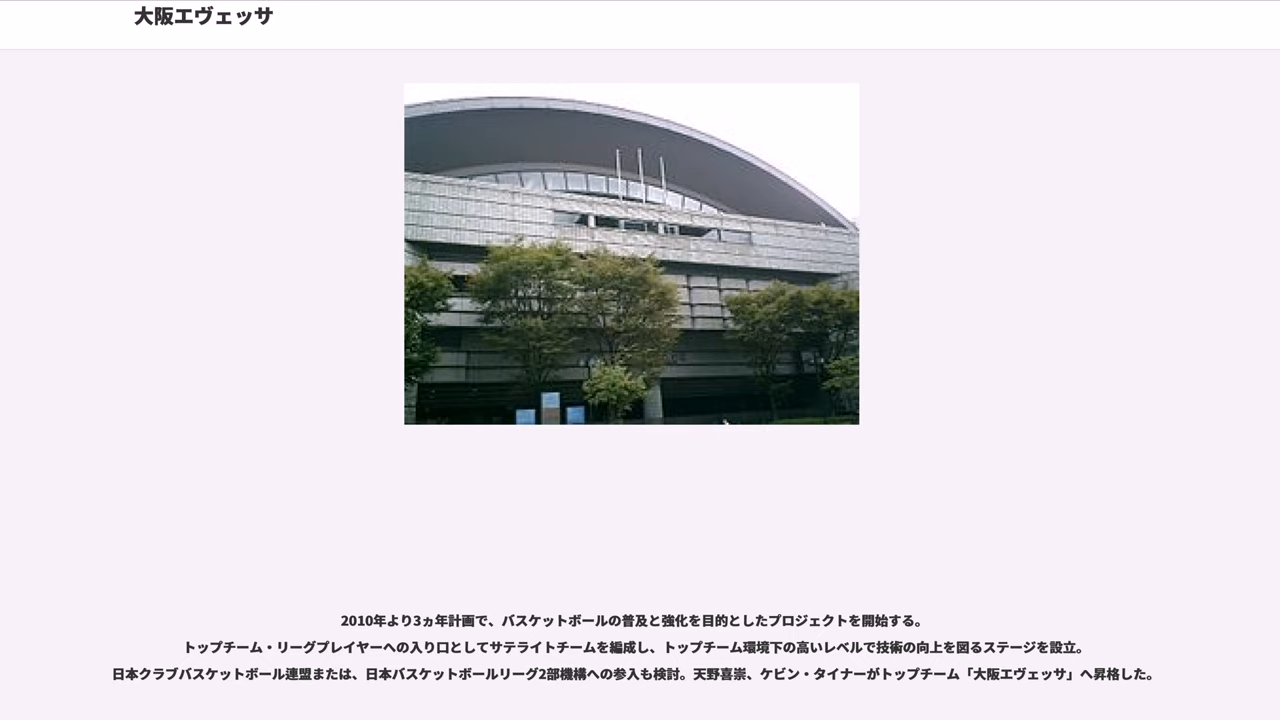 大阪エヴェッサ
2010年より3ヵ年計画で、バスケットボールの普及と強化を目的としたプロジェクトを開始する。
トップチーム・リーグプレイヤーへの入り口としてサテライトチームを編成し、トップチーム環境下の高いレベルで技術の向上を図るステージを設立。
日本クラブバスケットボール連盟または、日本バスケットボールリーグ2部機構への参入も検討。天野喜崇、ケビン・タイナーがトップチーム「大阪エヴェッサ」へ昇格した。